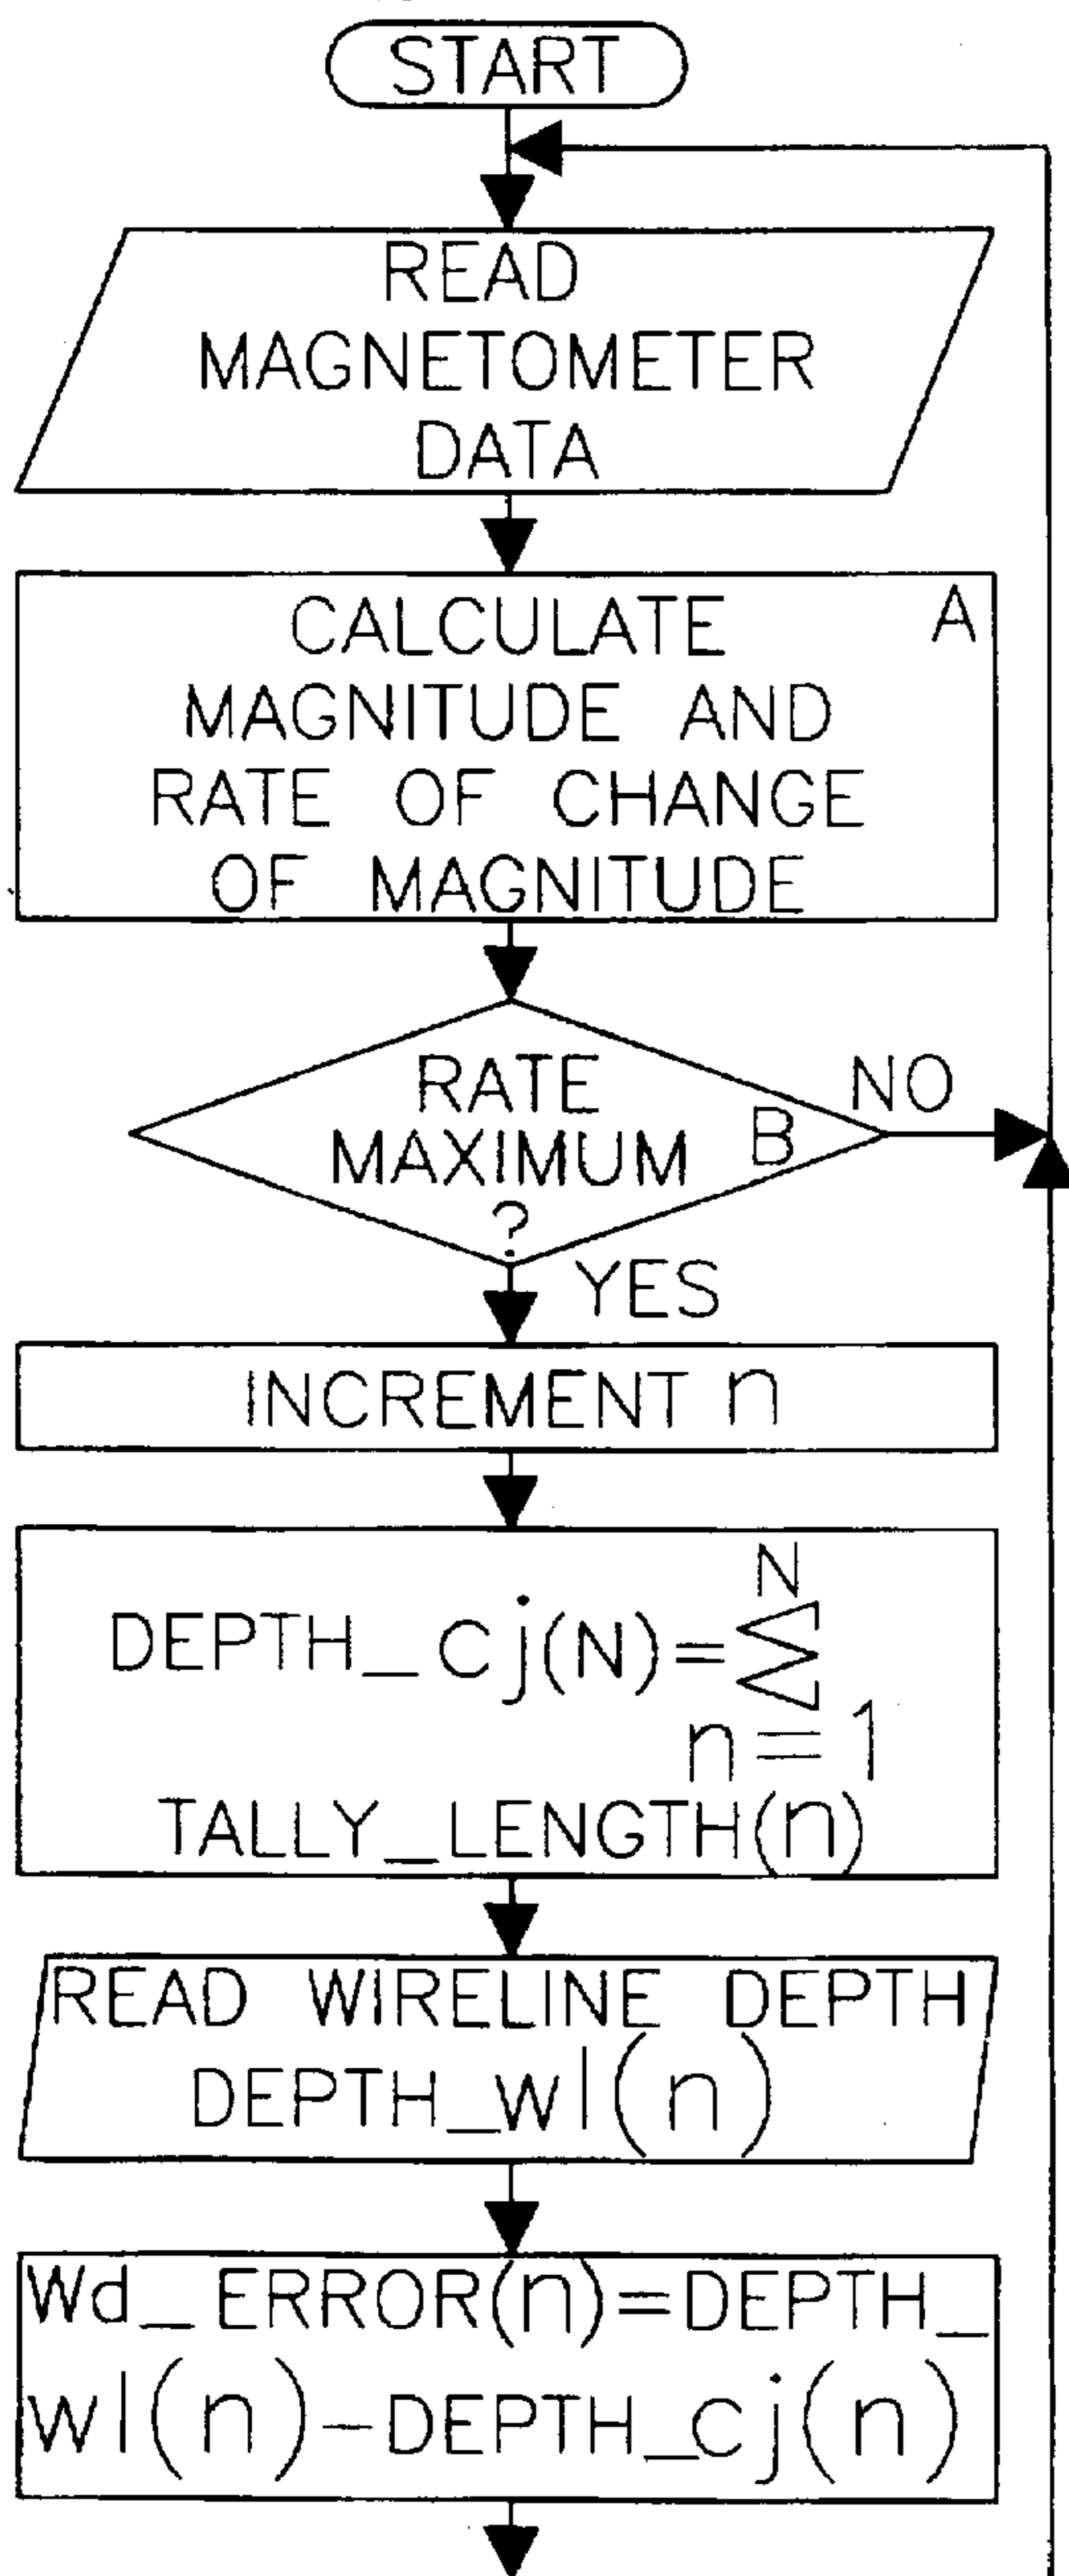 START
READ
MAGNETOMETER
DATA
CALCULATE A
MAGNITUDE AND
RATE OF CHANGE
OF MAGNITUDE
RATE NO
MAXIMUM B
?
YES
INCREMENT n
N
DEPTH_cj(N)=∑
n=1
TALLY_LENGTH(n)
READ WIRELINE DEPTH
DEPTH_wl(n)
Wd_ERROR(n)=DEPTH_
wl(n)-DEPTH_cj(n)